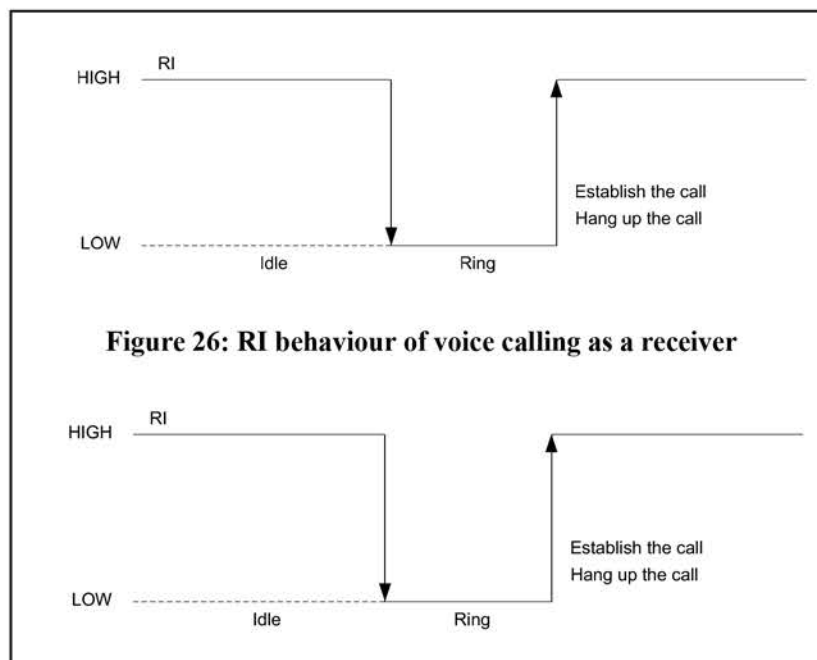 RI
HIGH
Establish the call
Hang up the call
LOW
Idle Ring
Figure 26: RI behaviour of voice calling as a receiver
RI
HIGH
Establish the call
Hang up the call
LOW
Idle Ring